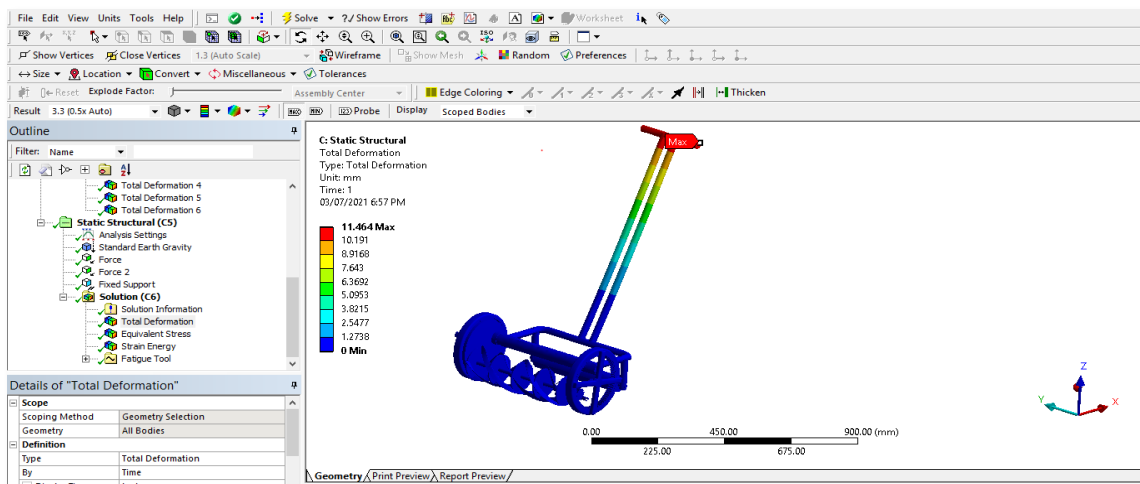 File Edit View Units Tools Help Solve ?/ Show Errors Worksheet
Show Vertices Close Vertices 1.3 (Auto Scale) Wireframe Show Mesh Random Preferences
Size Location Convert Miscellaneous Tolerances
Reset Explode Factor: Assembly Center Edge Coloring Thicken
Result 3.3 (0.5x Auto) MAX MIN Probe Display Scoped Bodies
Outline
Filter: Name
Total Deformation 4
Total Deformation 5
Total Deformation 6
Static Structural (C5)
Analysis Settings
Standard Earth Gravity
Force
Force 2
Fixed Support
Solution (C6)
Solution Information
Total Deformation
Equivalent Stress
Strain Energy
Fatigue Tool
Details of "Total Deformation"
Scope
Scoping Method Geometry Selection
Geometry All Bodies
Definition
Type Total Deformation
By Time
C: Static Structural
Total Deformation
Type: Total Deformation
Unit: mm
Time: 1
03/07/2021 6:57 PM
11.464 Max
10.191
8.9168
7.643
6.3692
5.0953
3.8215
2.5477
1.2738
0 Min
Max
0.00 450.00 900.00 (mm)
225.00 675.00
Z
Y X
Geometry Print Preview Report Preview